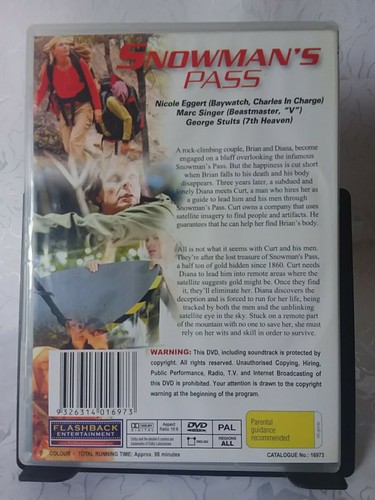 SNOWMAN'S
PASS
Nicole Eggert (Baywatch, Charles In Charge)
Marc Singer (Beastmaster, "V")
George Stults (7th Heaven)
A rock-climbing couple, Brian and Diana, become
engaged on a bluff overlooking the infamous
Snowman's Pass. But the happiness is cut short
when Brian falls to his death and his body
disappears. Three years later, a subdued and
lonely Diana meets Curt, a man who hires her as
a guide to lead him and his men through
Snowman's Pass. Curt owns a company that uses
satellite imagery to find people and artifacts. He
guarantees that he can help her find Brian's body.
All is not what it seems with Curt and his men.
They're after the lost treasure of Snowman's Pass,
a half ton of gold hidden since 1860. Curt needs
Diana to lead him into remote areas where the
satellite suggests gold might be. Once they find
it, they'll eliminate her. Diana discovers the
deception and is forced to run for her life, being
tracked by both the men and the unblinking
satellite eye in the sky. Stuck on a remote part
of the mountain with no one to save her, she must
rely on her wits and skill in order to survive.
WARNING: This DVD, including soundtrack is protected by
copyright. All rights reserved. Unauthorised Copying, Hiring,
Public Performance, Radio, T.V. and Internet Broadcasting of
this DVD is prohibited. Your attention is drawn to the copyright
warning at the beginning of the program.
9 326314 016973
FLASHBACK
ENTERTAINMENT
DOLBY
DIGITAL
Aspect
Ratio 16:9
DVD
VIDEO
PAL
ENGLISH
REGIONS
ALL
Parental
guidance
recommended
COLOUR - TOTAL RUNNING TIME: Approx. 98 minutes
CATALOGUE No.: 16973